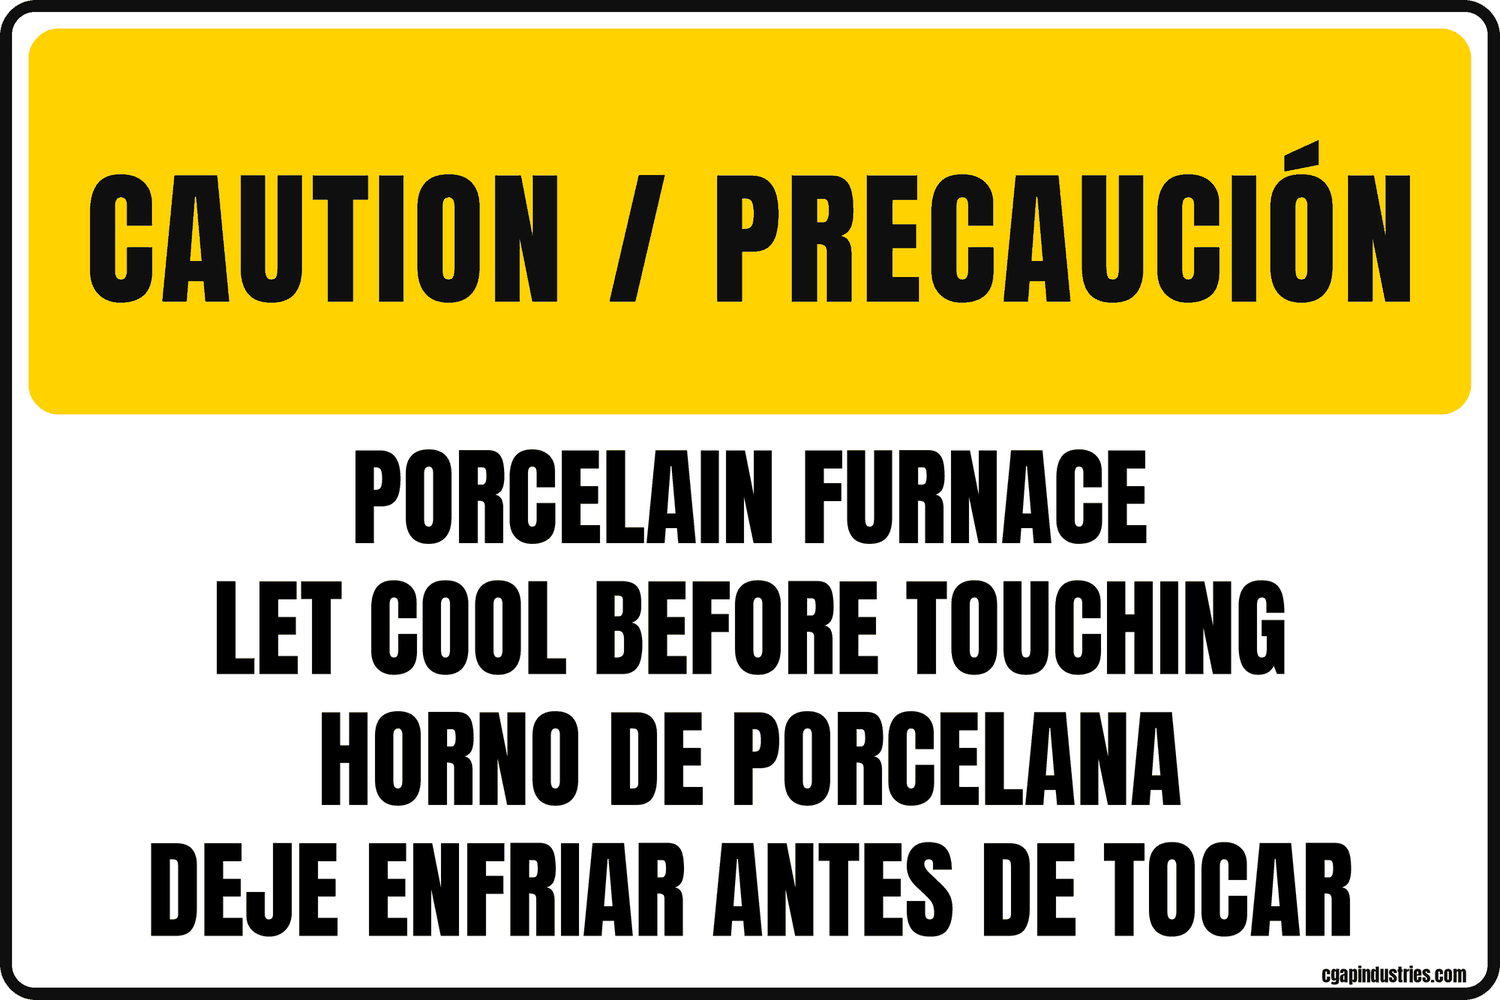 CAUTION / PRECAUCIÓN
PORCELAIN FURNACE
LET COOL BEFORE TOUCHING
HORNO DE PORCELANA
DEJE ENFRIAR ANTES DE TOCAR
cgapindustries.com